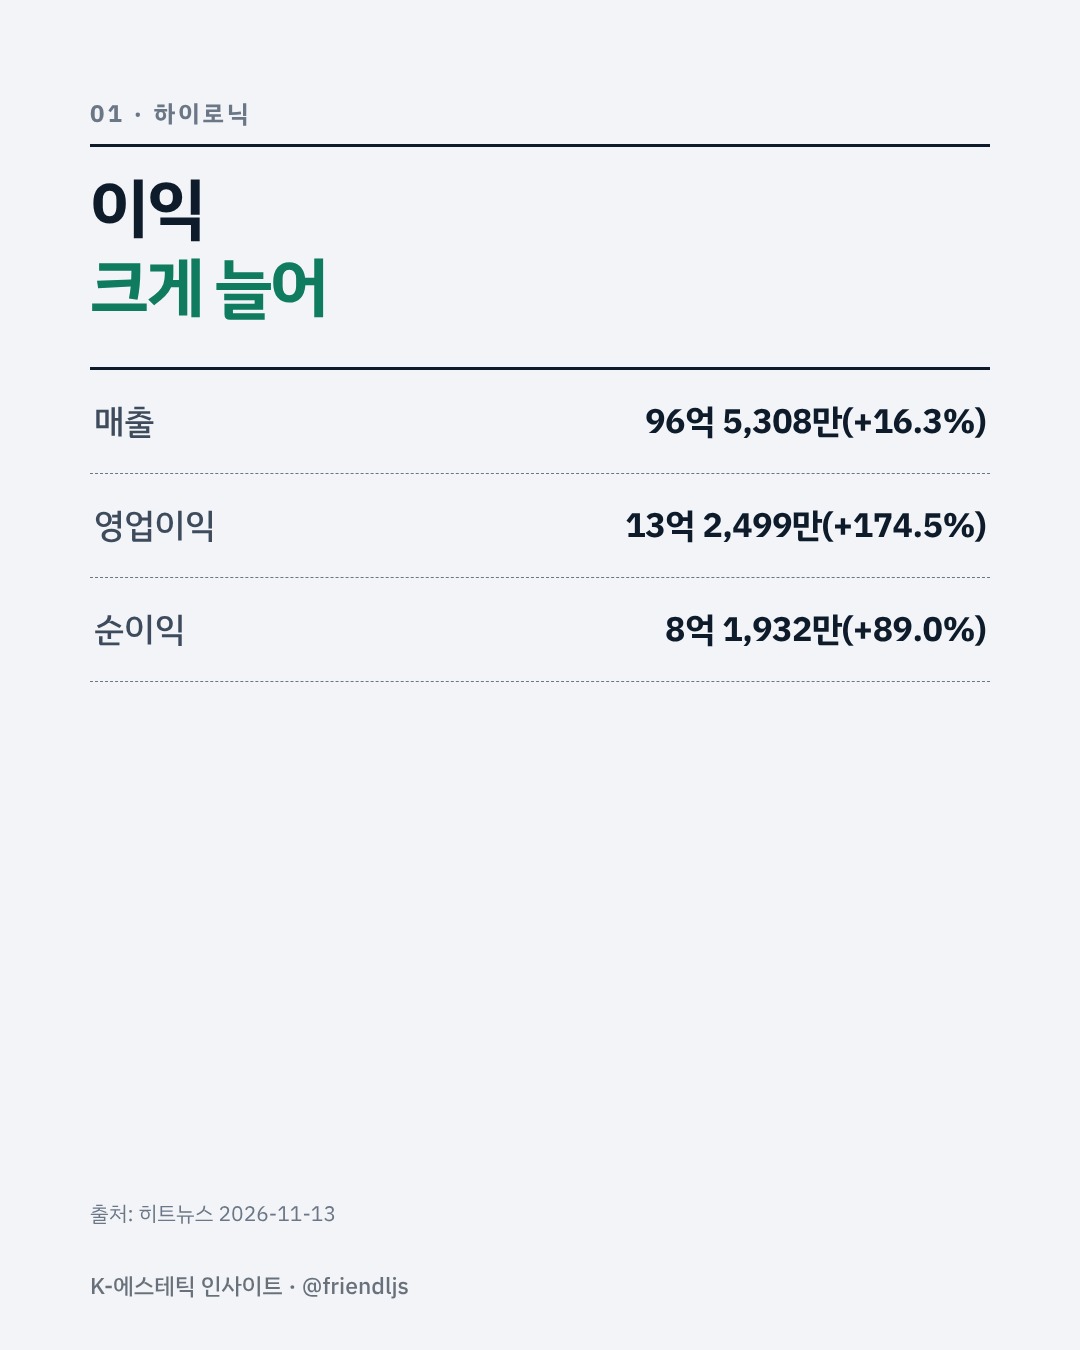 01 · 하이로닉
이익
크게 늘어
매출 96억 5,308만(+16.3%)
영업이익 13억 2,499만(+174.5%)
순이익 8억 1,932만(+89.0%)
출처: 히트뉴스 2026-11-13
K-에스테틱 인사이트 · @friendljs